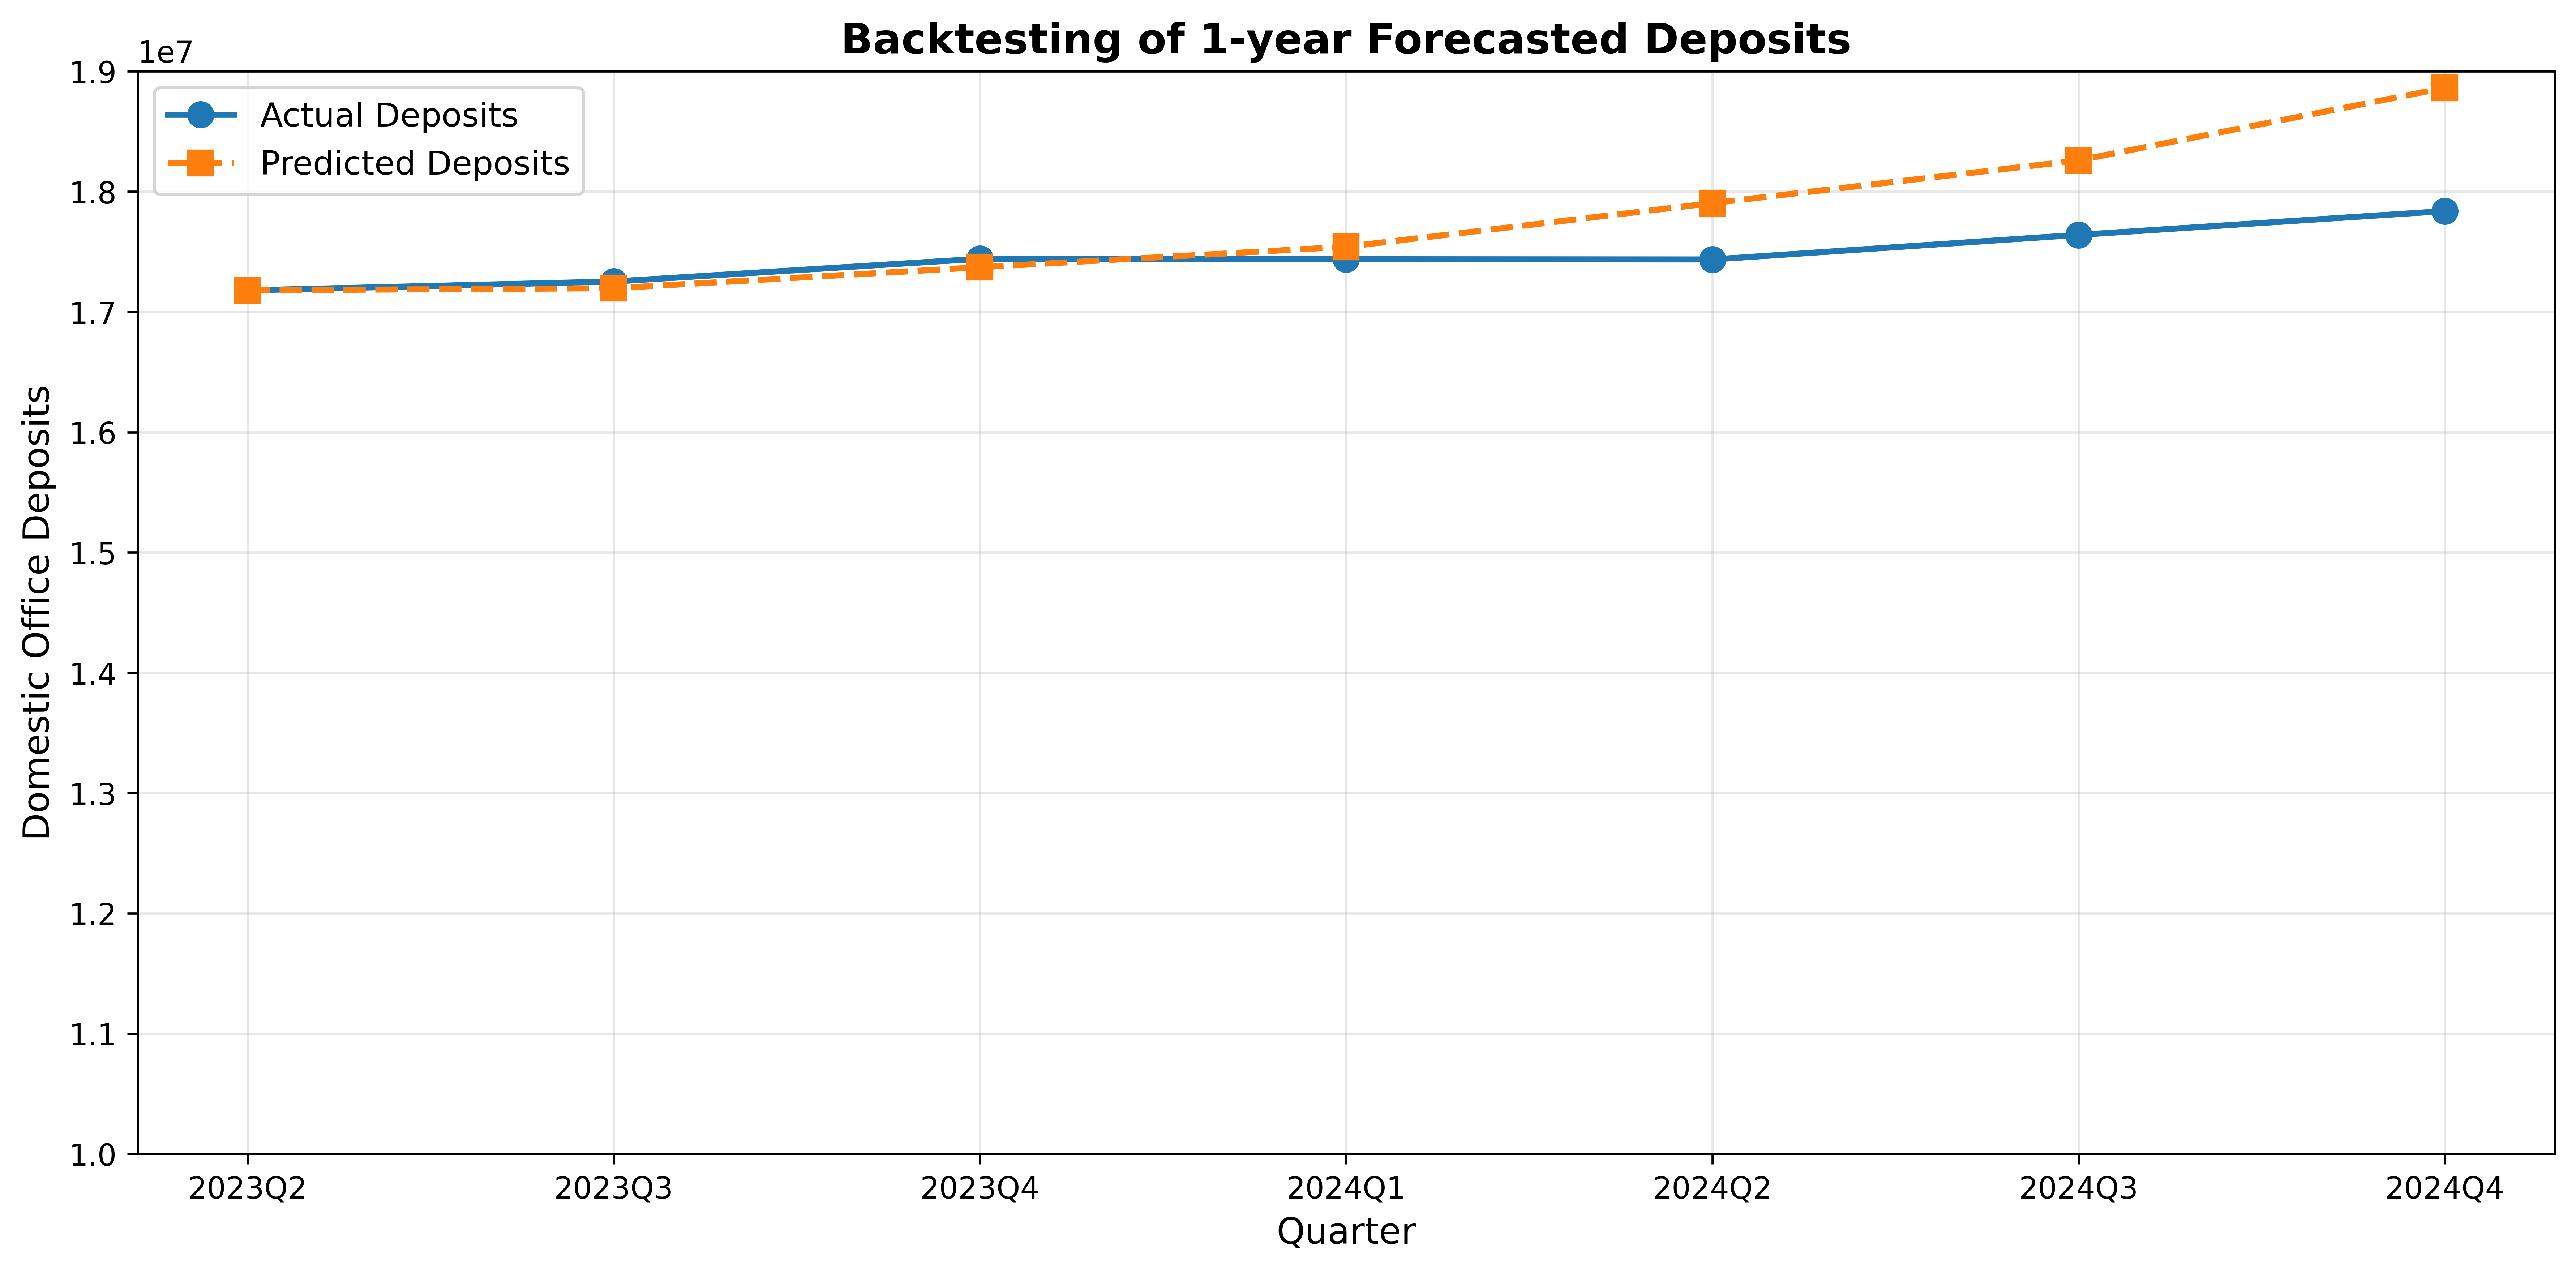 Backtesting of 1-year Forecasted Deposits
1e7
Actual Deposits
Predicted Deposits
1.9
1.8
1.7
1.6
1.5
1.4
1.3
1.2
1.1
1.0
Domestic Office Deposits
2023Q2 2023Q3 2023Q4 2024Q1 2024Q2 2024Q3 2024Q4
Quarter